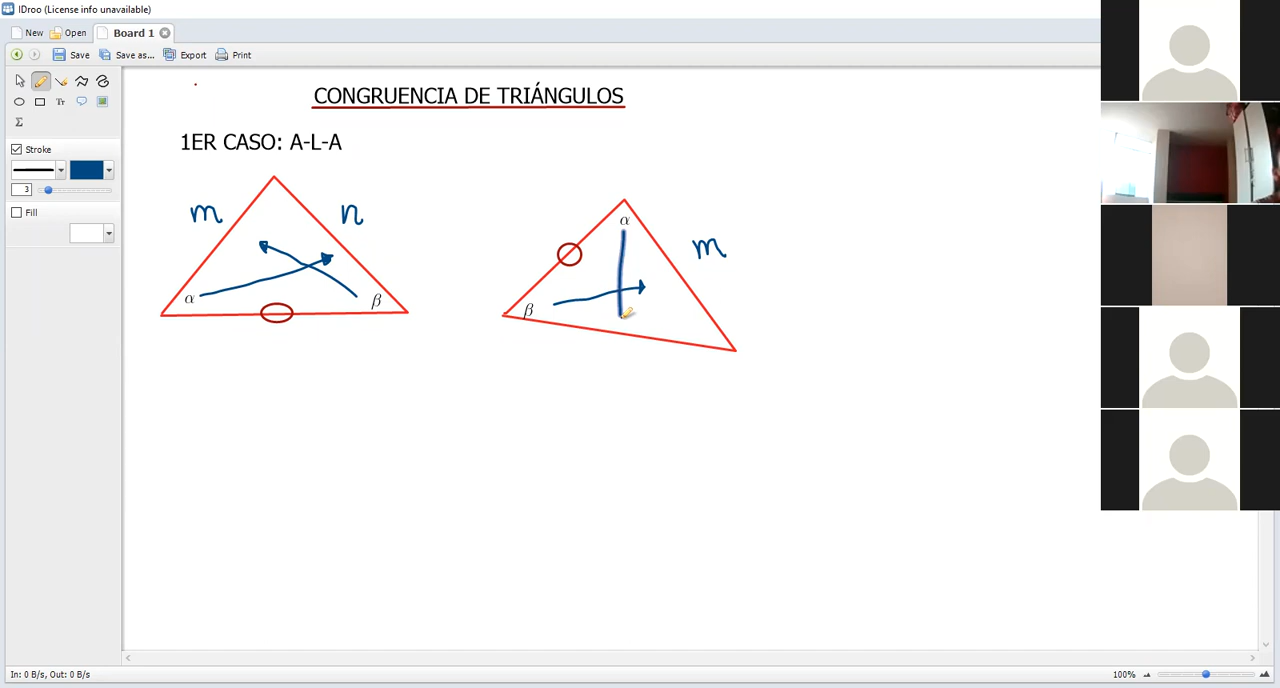 IDroo (License info unavailable)
New Open Board 1
Save Save as... Export Print
Tr
Σ
Stroke
3
Fill
CONGRUENCIA DE TRIÁNGULOS
1ER CASO: A-L-A
m n
α β
α
m
β
In: 0 B/s, Out: 0 B/s
100%